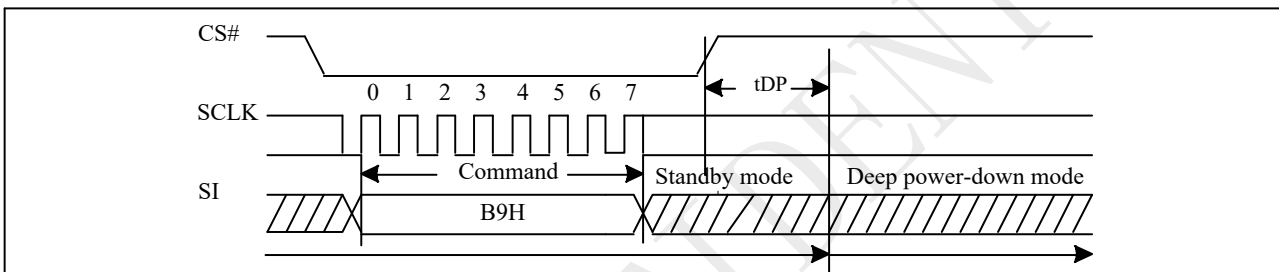 CS#
tDP
0 1 2 3 4 5 6 7
SCLK
Command
Standby mode
Deep power-down mode
SI
B9H